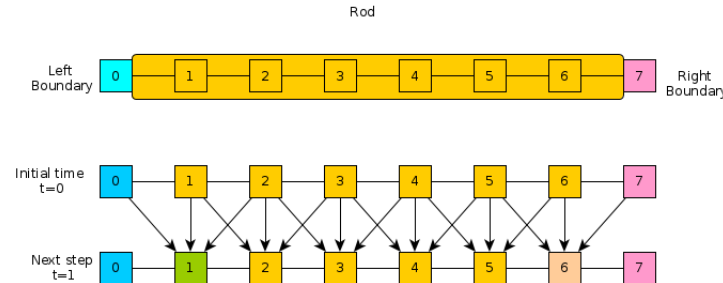 Rod
Left
Boundary
0 1 2 3 4 5 6 7
Right
Boundary
Initial time
t=0
0 1 2 3 4 5 6 7
Next step
t=1
0 1 2 3 4 5 6 7